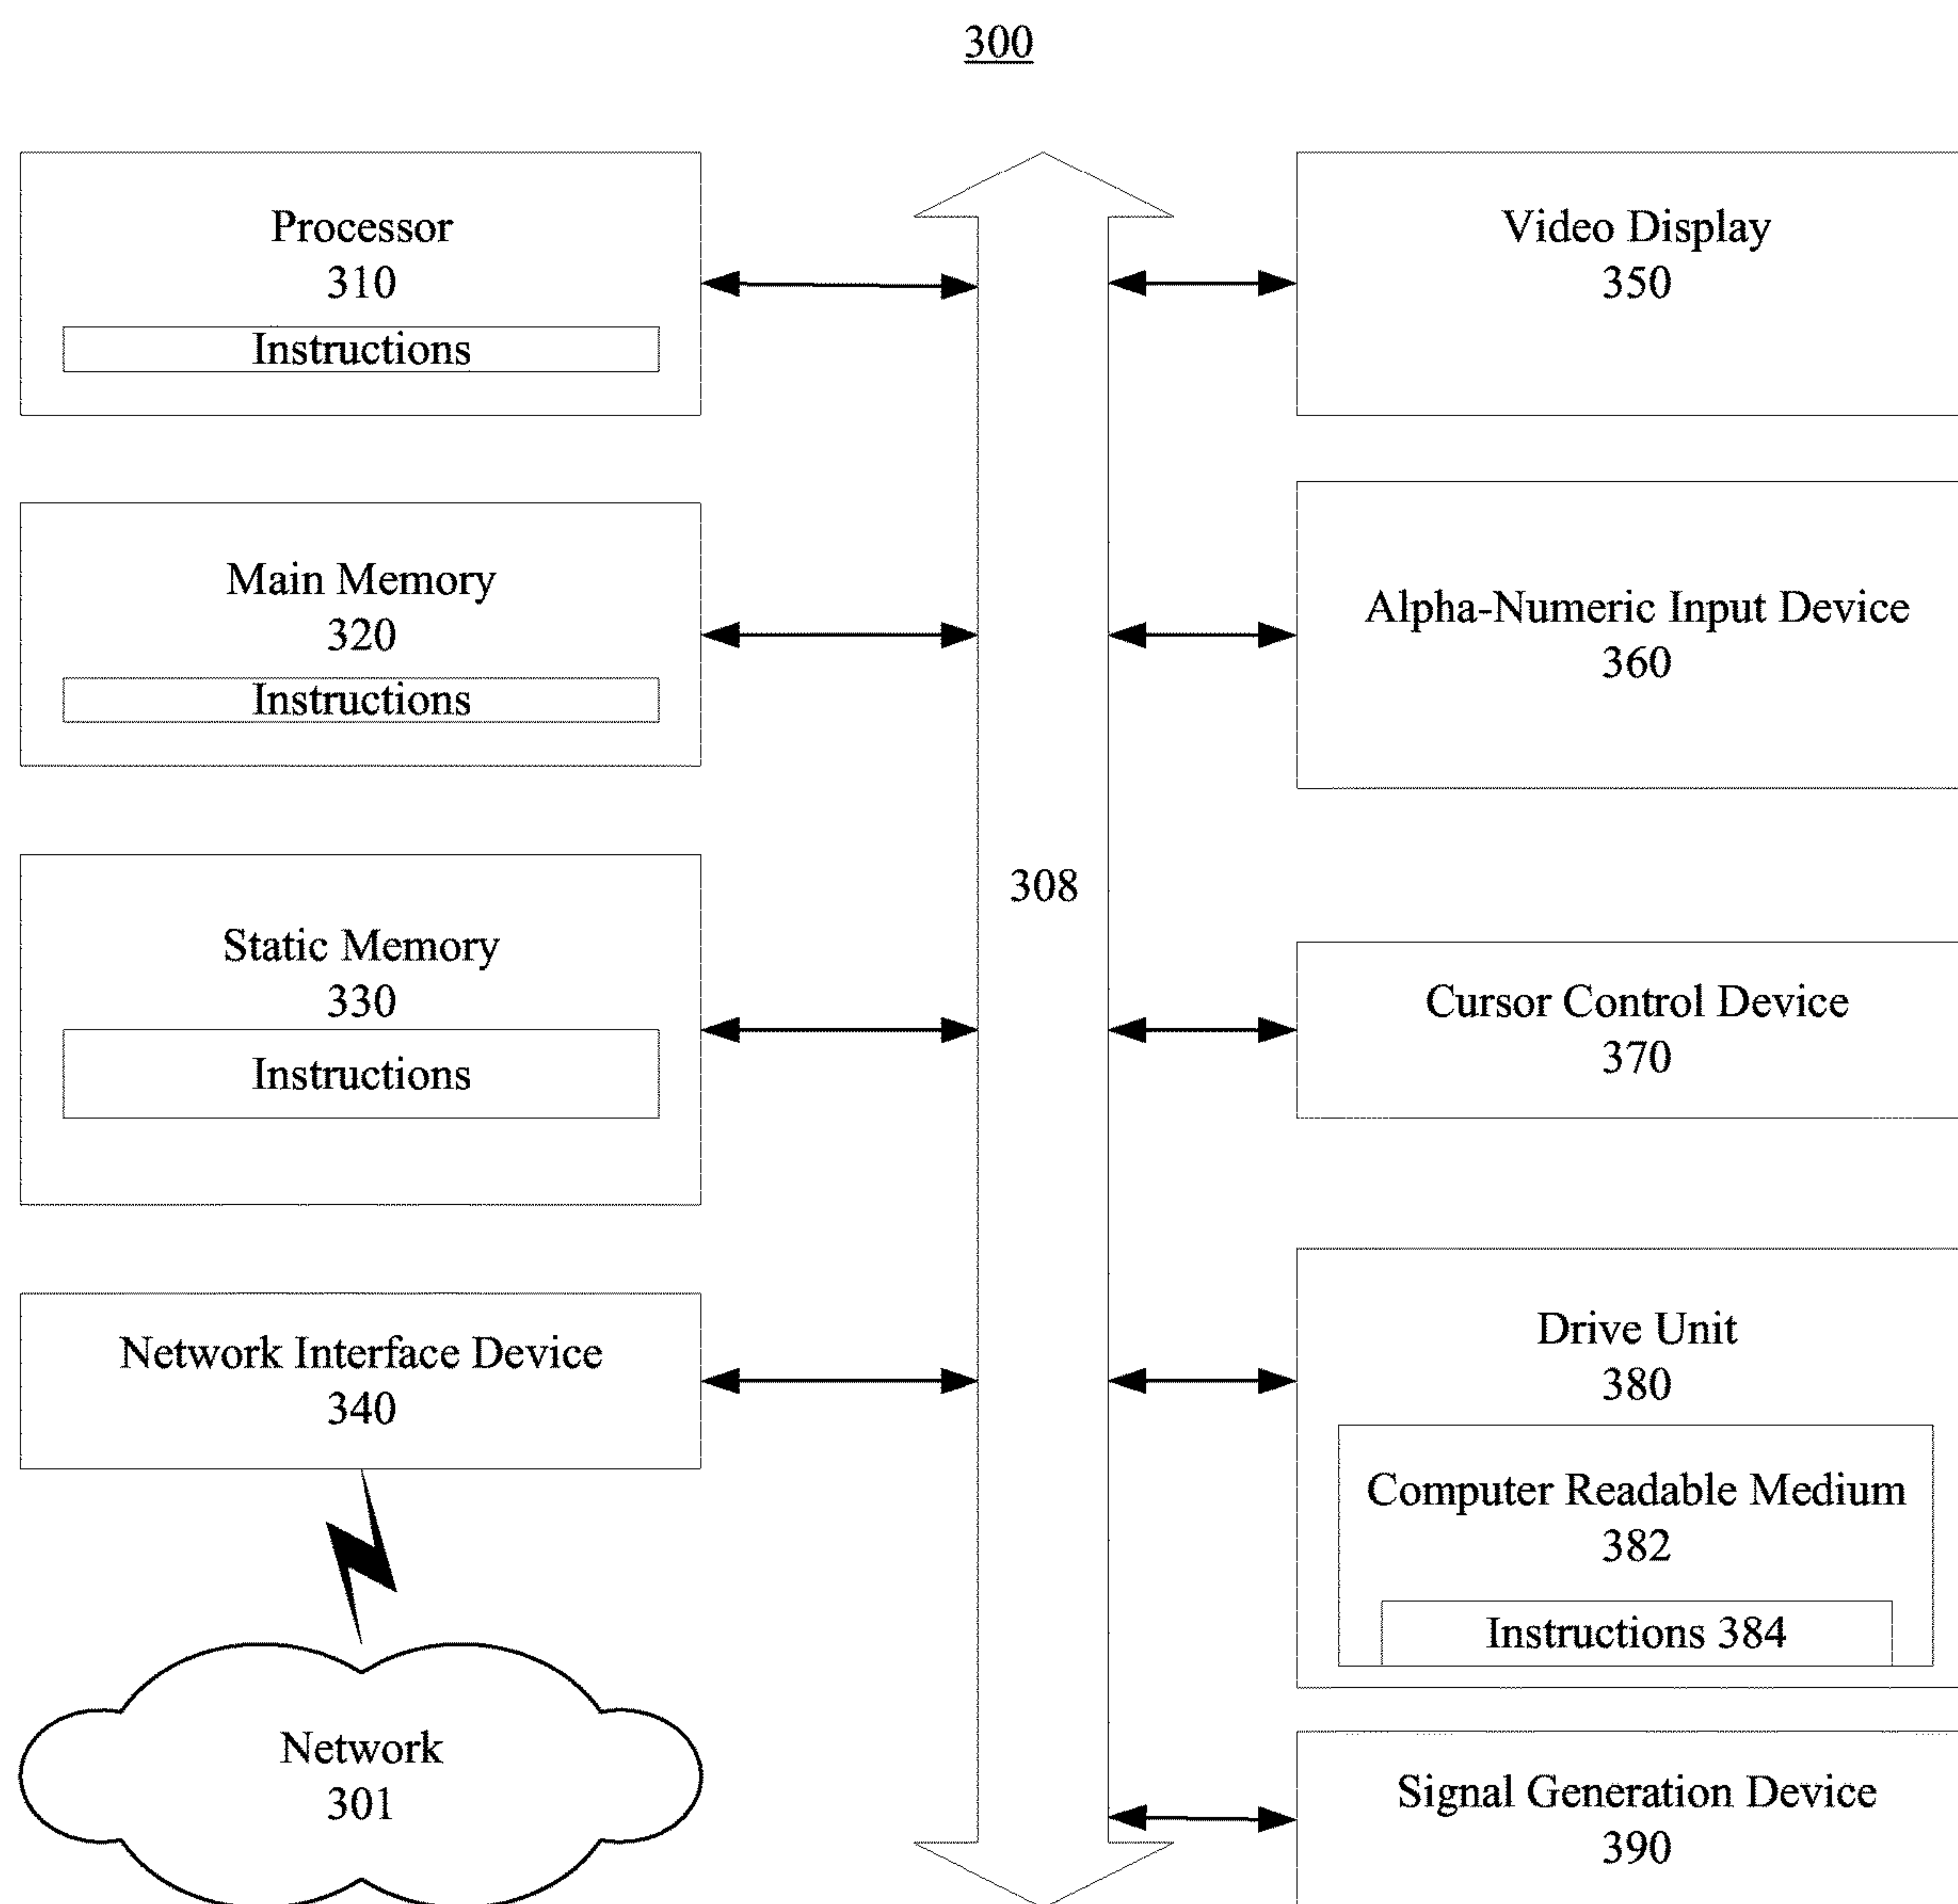 300
Processor
310
Instructions
Main Memory
320
Instructions
Static Memory
330
Instructions
Network Interface Device
340
Network
301
308
Video Display
350
Alpha-Numeric Input Device
360
Cursor Control Device
370
Drive Unit
380
Computer Readable Medium
382
Instructions 384
Signal Generation Device
390